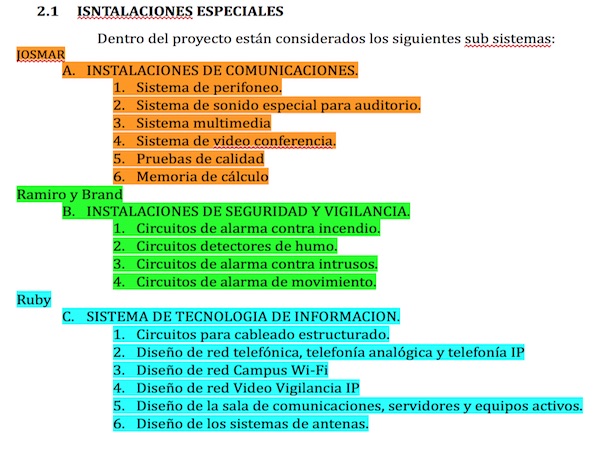 2.1 ISNTALACIONES ESPECIALES
Dentro del proyecto están considerados los siguientes sub sistemas:
JOSMAR
A. INSTALACIONES DE COMUNICACIONES.
1. Sistema de perifoneo.
2. Sistema de sonido especial para auditorio.
3. Sistema multimedia
4. Sistema de video conferencia.
5. Pruebas de calidad
6. Memoria de cálculo
Ramiro y Brand
B. INSTALACIONES DE SEGURIDAD Y VIGILANCIA.
1. Circuitos de alarma contra incendio.
2. Circuitos detectores de humo.
3. Circuitos de alarma contra intrusos.
4. Circuitos de alarma de movimiento.
Ruby
C. SISTEMA DE TECNOLOGIA DE INFORMACION.
1. Circuitos para cableado estructurado.
2. Diseño de red telefónica, telefonía analógica y telefonía IP
3. Diseño de red Campus Wi-Fi
4. Diseño de red Video Vigilancia IP
5. Diseño de la sala de comunicaciones, servidores y equipos activos.
6. Diseño de los sistemas de antenas.